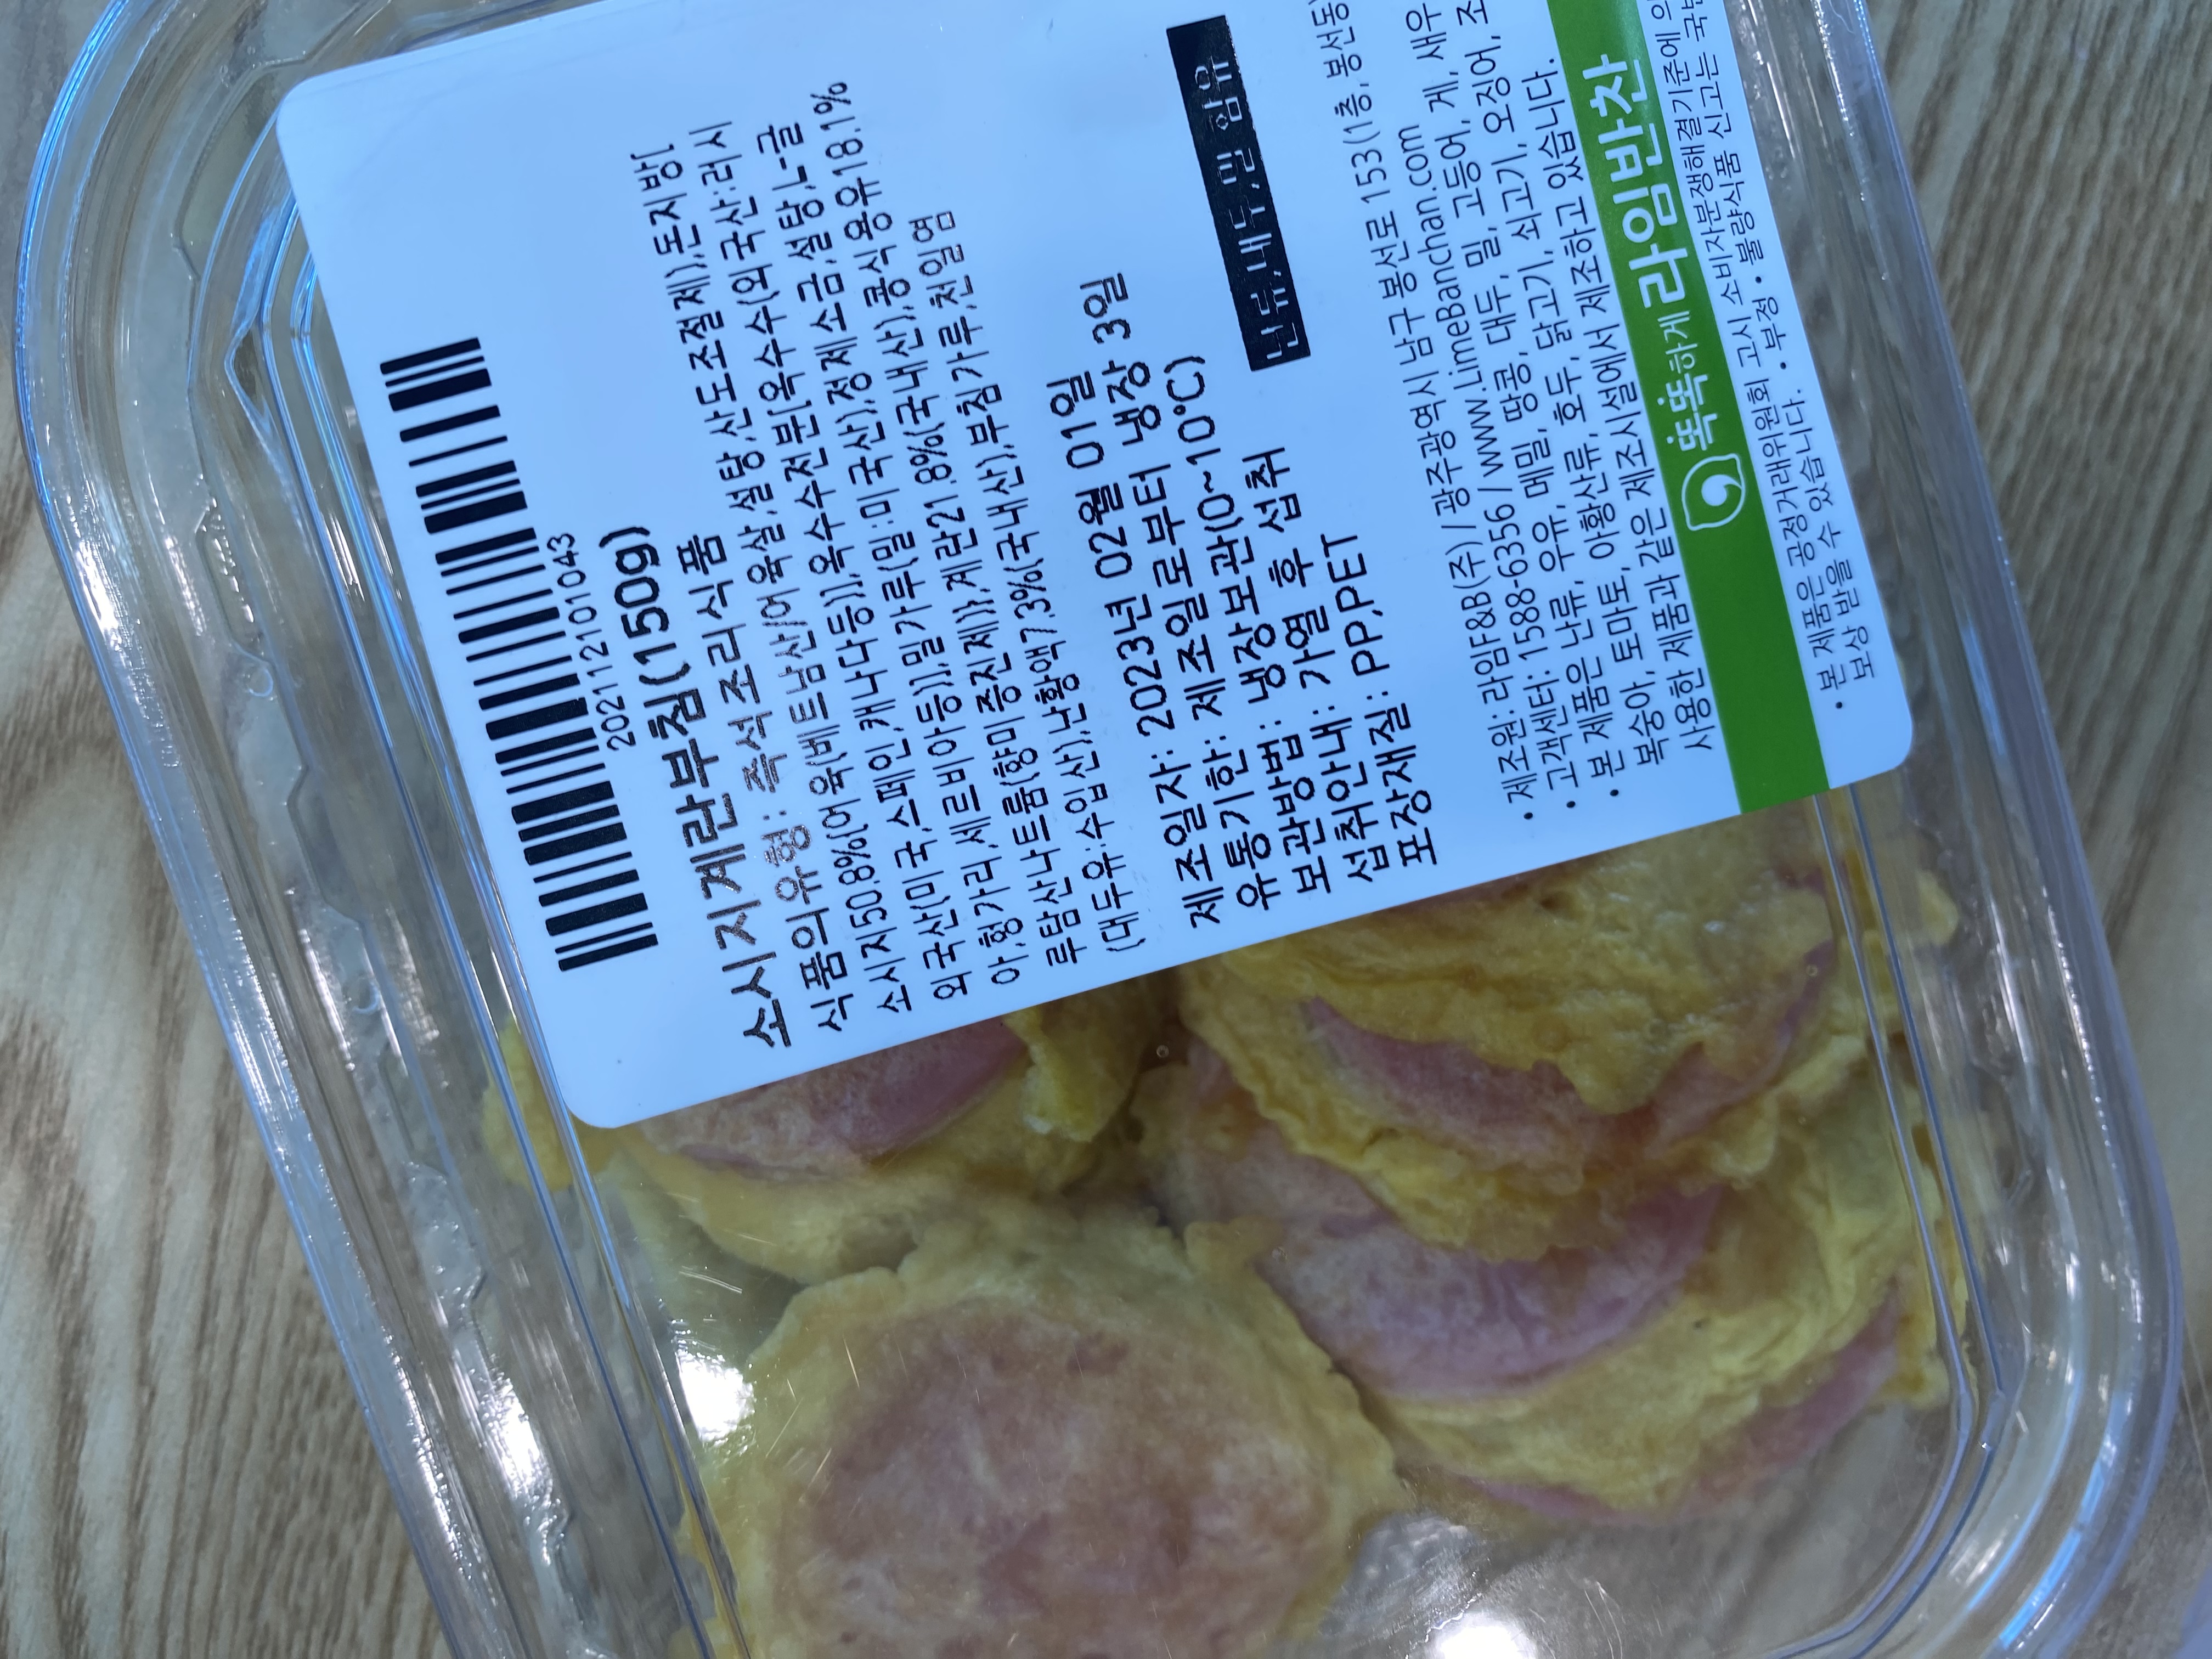 202112101043
소시지계란부침(150g)
식품의유형: 즉석조리식품
소시지50.8%(어육(베트남산/어육살,설탕,산도조절제),돈지방[
외국산(미국,스페인,캐나다등)],옥수수전분[옥수수(외국산:러시
아,헝가리,세르비아등)],밀가루(밀:미국산),정제소금,설탕,L-글
루탐산나트륨(향미증진제)),계란21.8%(국내산),콩식용유18.1%
(대두유:수입산),난황액7.3%(국내산),부침가루,천일염
제조일자: 2023년 02월 01일
유통기한: 제조일로부터 냉장 3일
보관방법: 냉장보관(0~10℃)
섭취안내: 가열 후 섭취
포장재질: PP,PET
난류,대두,밀 함유
• 제조원: 라임F&B(주) / 광주광역시 남구 봉선로 153(1층, 봉선동)
• 고객센터: 1588-6356 / www.LimeBanchan.com
• 본 제품은 난류, 우유, 메밀, 땅콩, 대두, 밀, 고등어, 게, 새우
복숭아, 토마토, 아황산류, 호두, 닭고기, 쇠고기, 오징어, 조
사용한 제품과 같은 제조시설에서 제조하고 있습니다.
똑똑하게 라임반찬
• 본 제품은 공정거래위원회 고시 소비자분쟁해결기준에 의
보상 받을 수 있습니다. • 부정 • 불량식품 신고는 국번